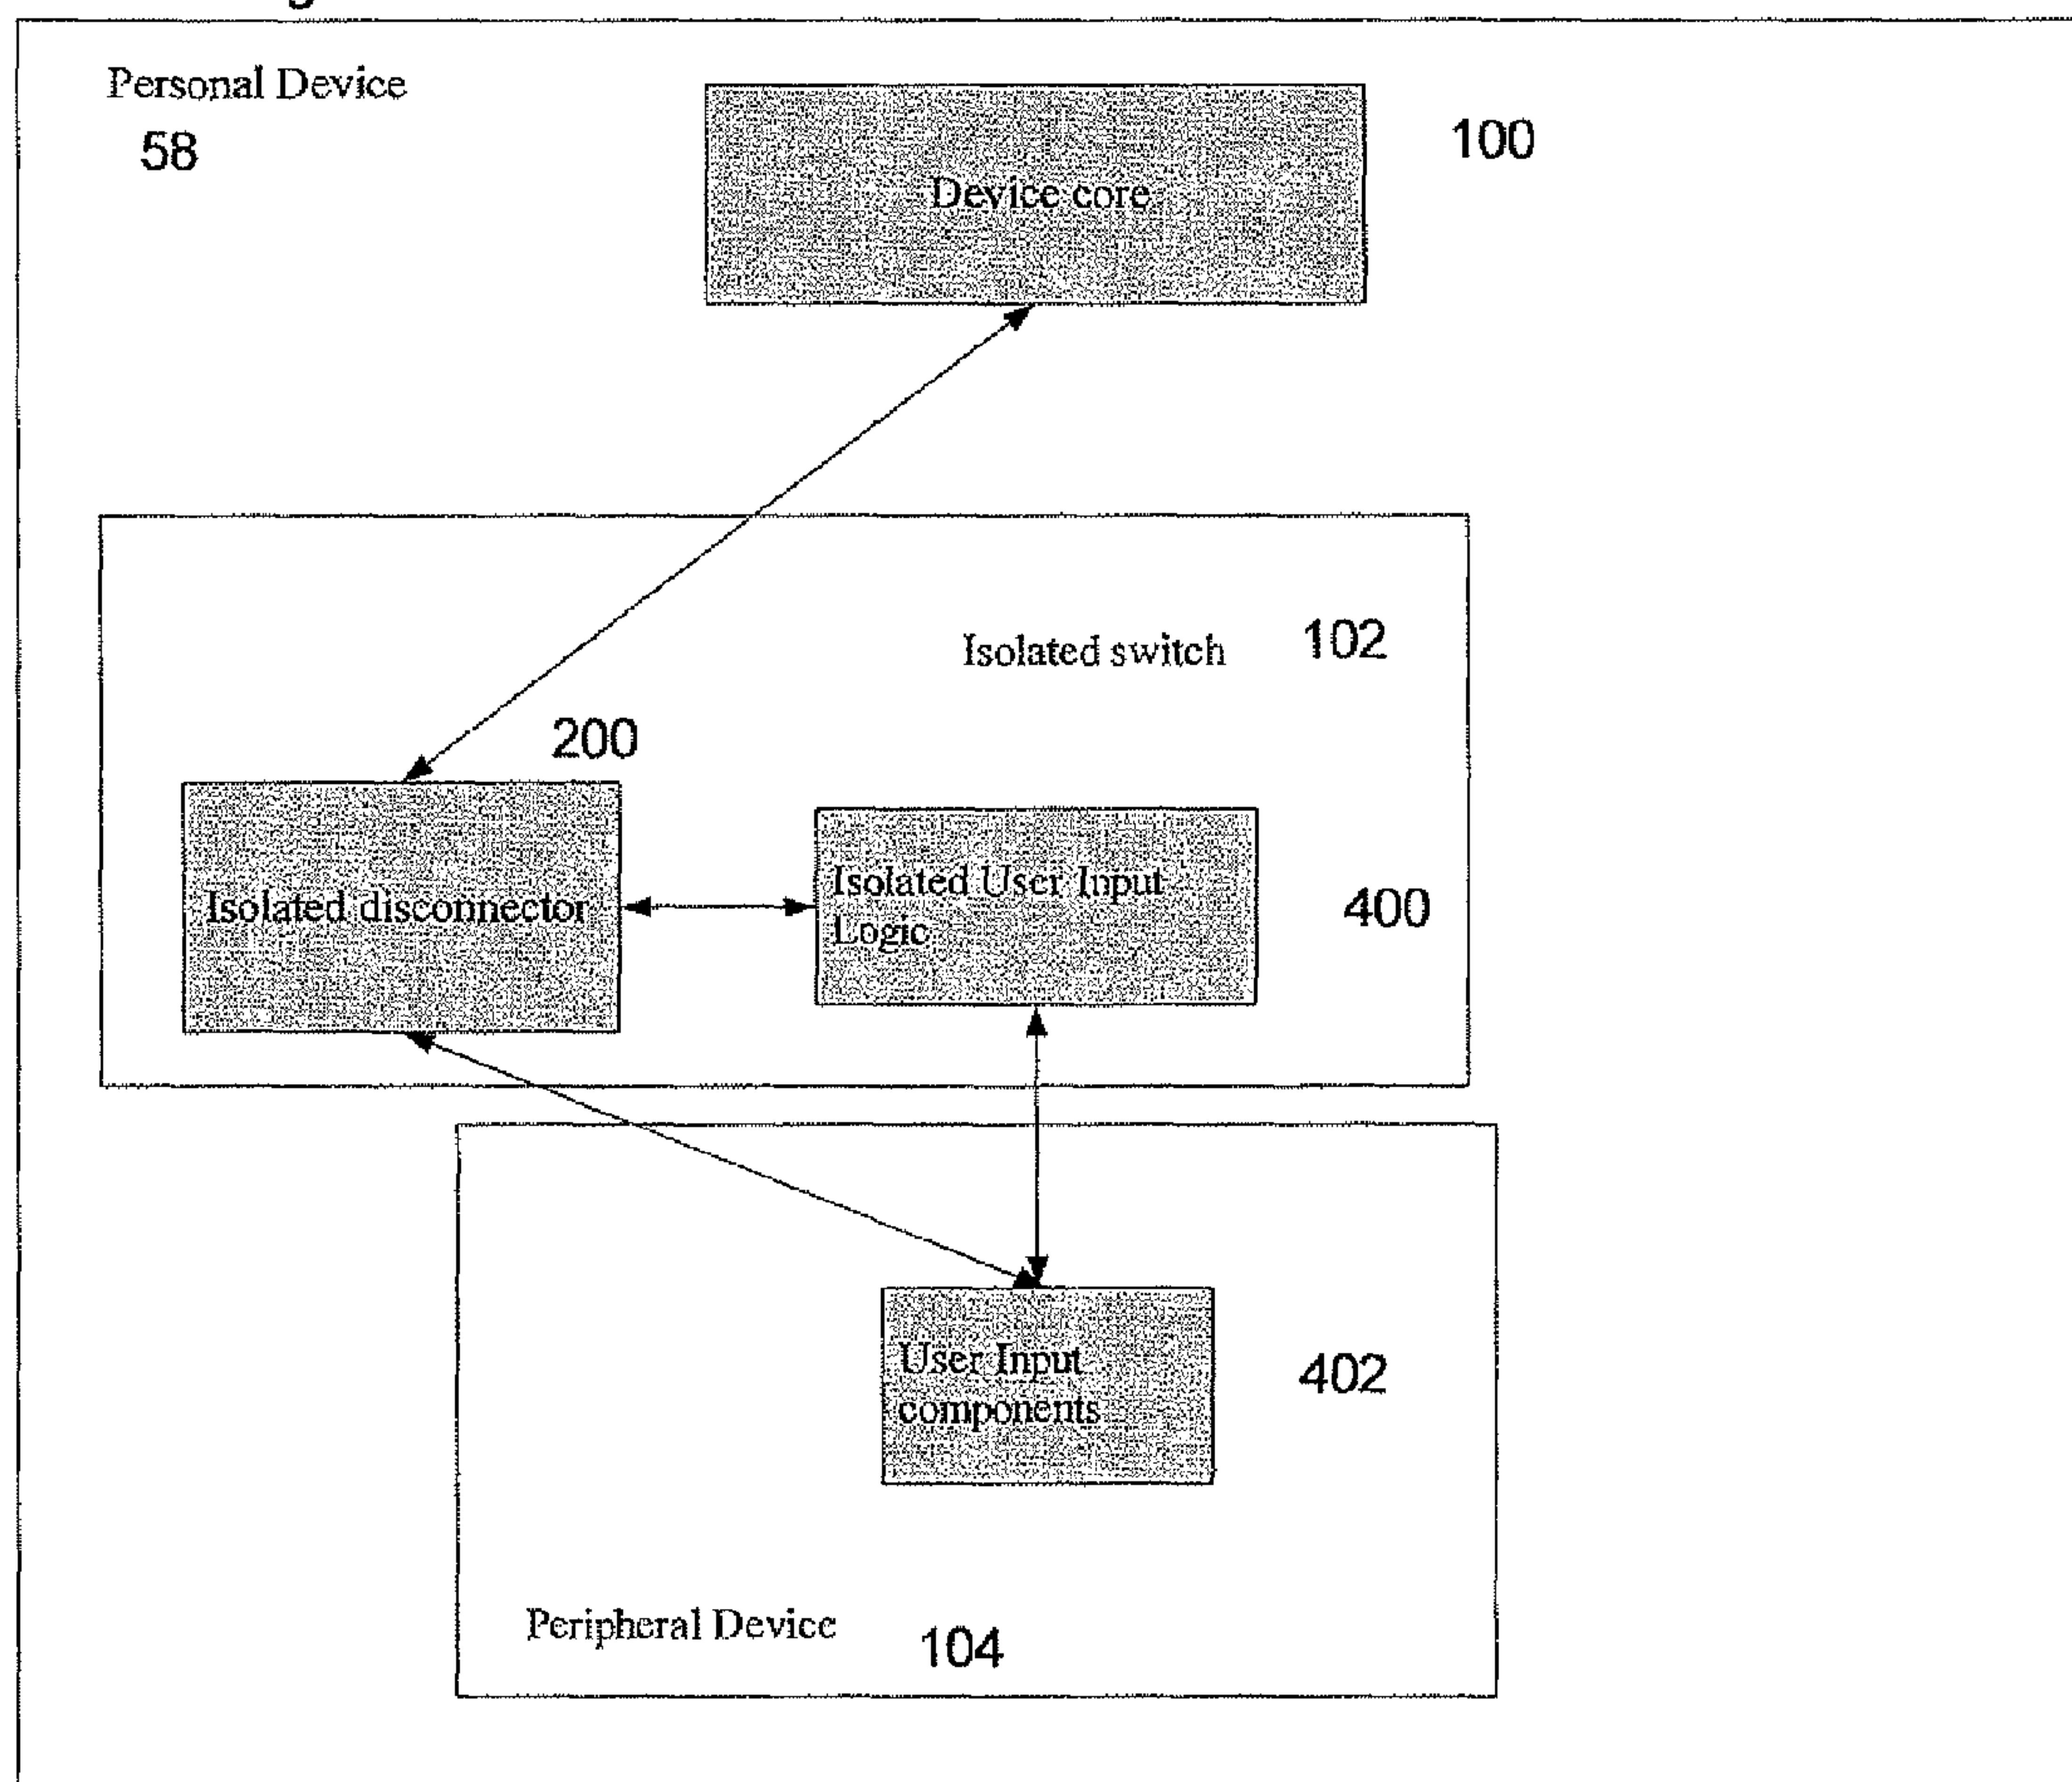 Personal Device
58
Device core
100
Isolated switch
102
200
Isolated disconnector
Isolated User Input
Logic
400
User Input
components
402
Peripheral Device
104